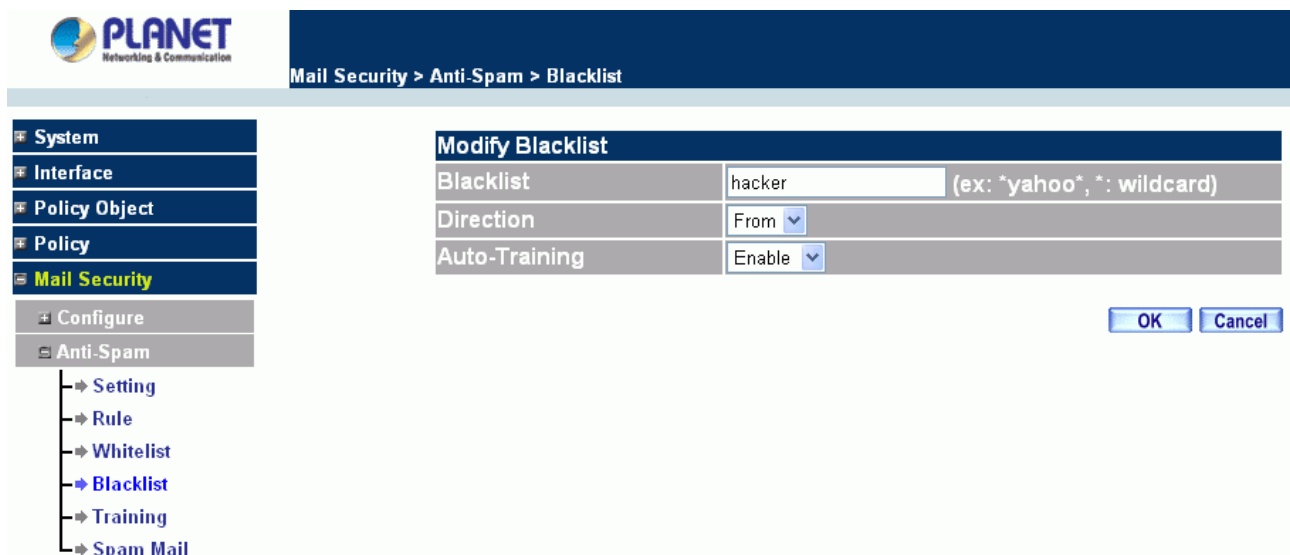 PLANET
Networking & Communication
Mail Security > Anti-Spam > Blacklist
System
Interface
Policy Object
Policy
Mail Security
Configure
Anti-Spam
Setting
Rule
Whitelist
Blacklist
Training
Spam Mail
Modify Blacklist
Blacklist hacker (ex: *yahoo*, *: wildcard)
Direction From
Auto-Training Enable
OK Cancel